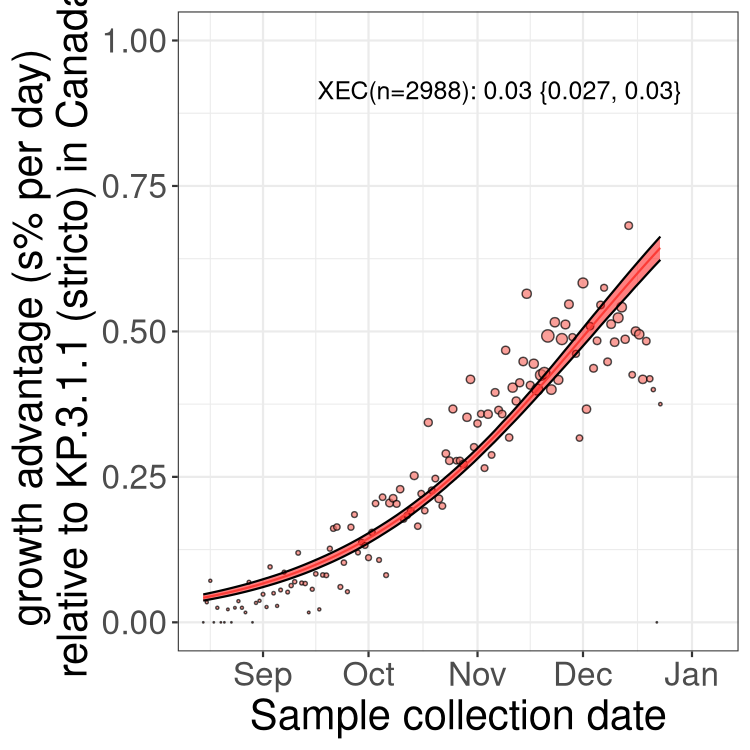 growth advantage (s% per day)
relative to KP.3.1.1 (stricto) in Canada
1.00
0.75
0.50
0.25
0.00
XEC(n=2988): 0.03 {0.027, 0.03}
Sep Oct Nov Dec Jan
Sample collection date